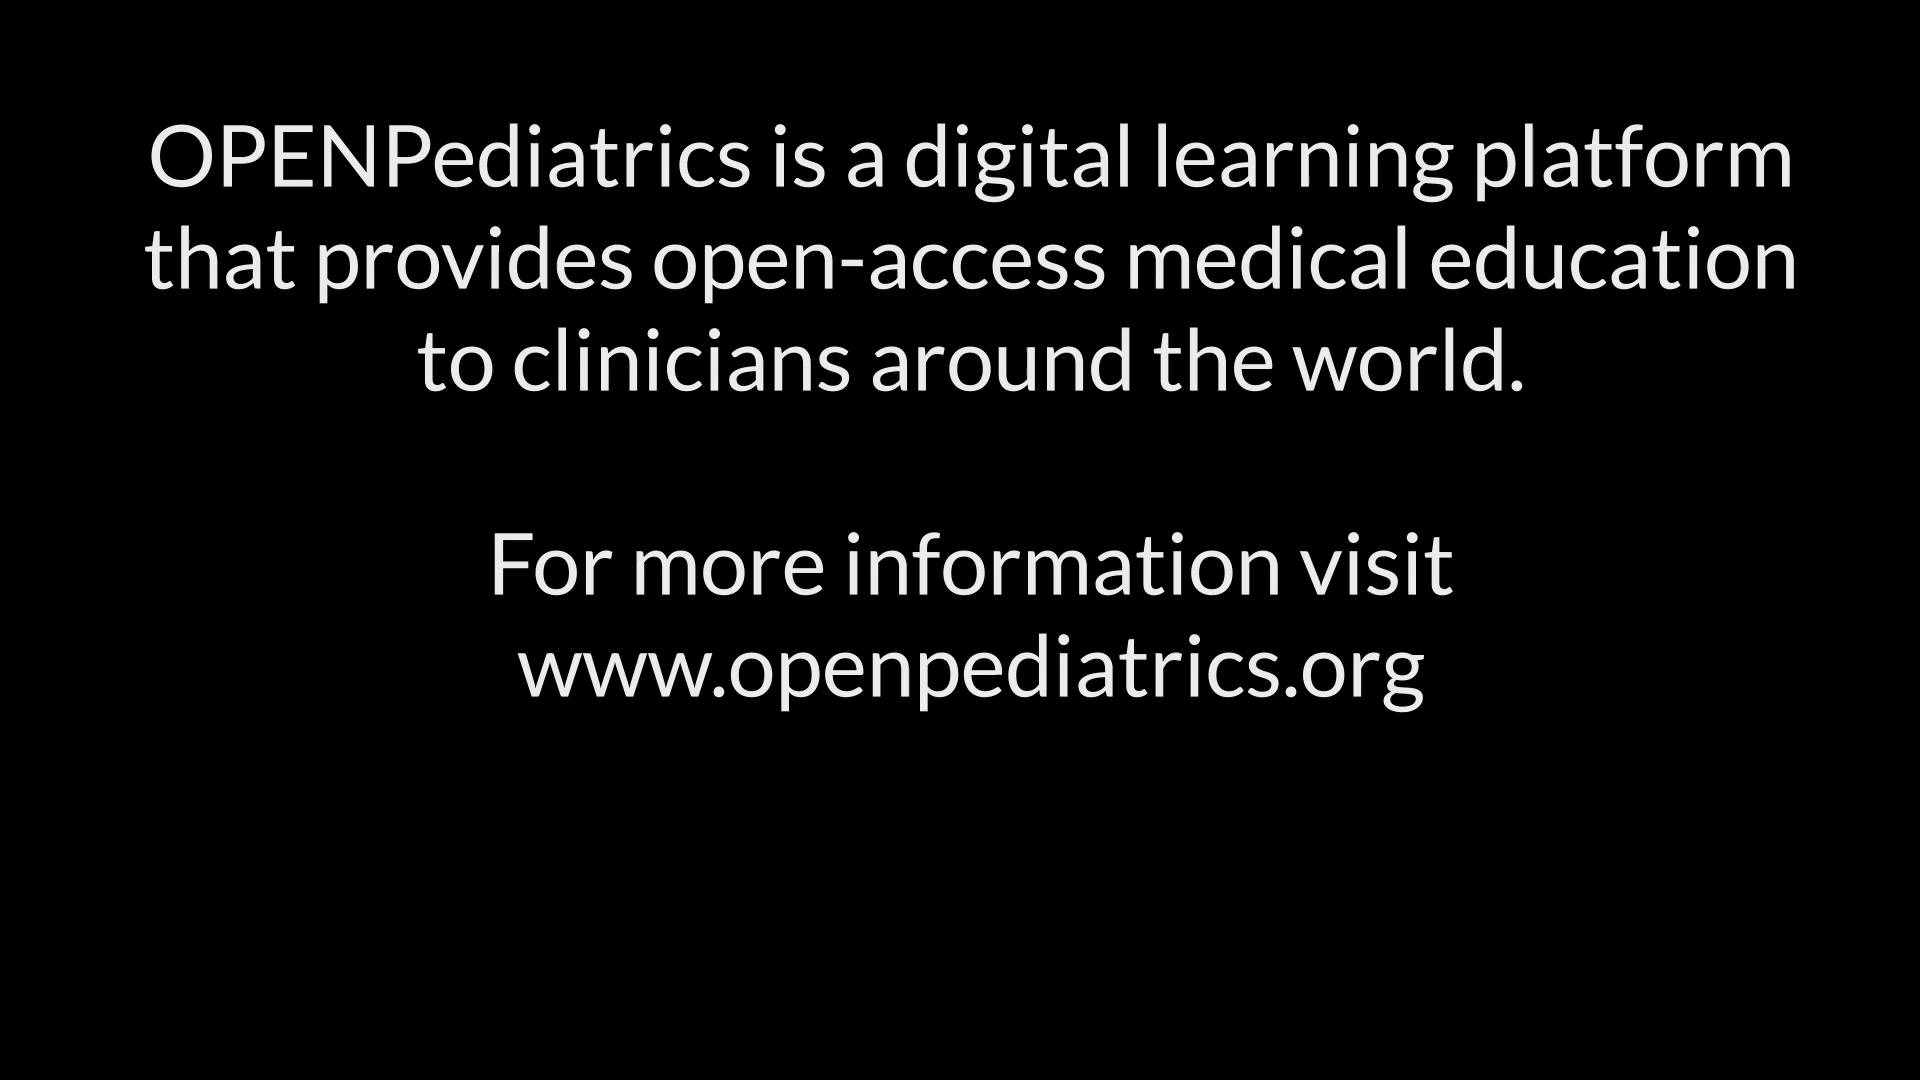 OPENPediatrics is a digital learning platform
that provides open-access medical education
to clinicians around the world.
For more information visit
www.openpediatrics.org